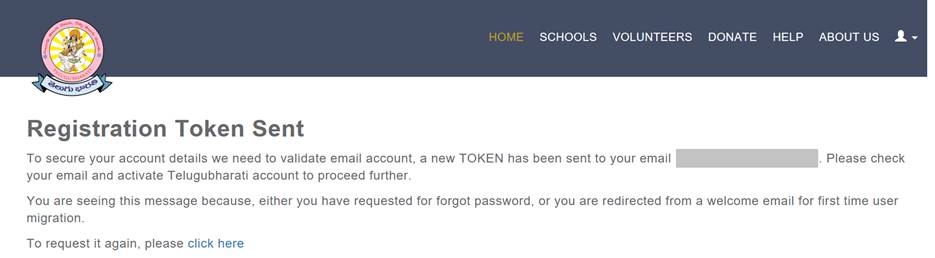 HOME SCHOOLS VOLUNTEERS DONATE HELP ABOUT US
తెలుగు భారతి
Registration Token Sent
To secure your account details we need to validate email account, a new TOKEN has been sent to your email . Please check
your email and activate Telugubharati account to proceed further.
You are seeing this message because, either you have requested for forgot password, or you are redirected from a welcome email for first time user
migration.
To request it again, please click here